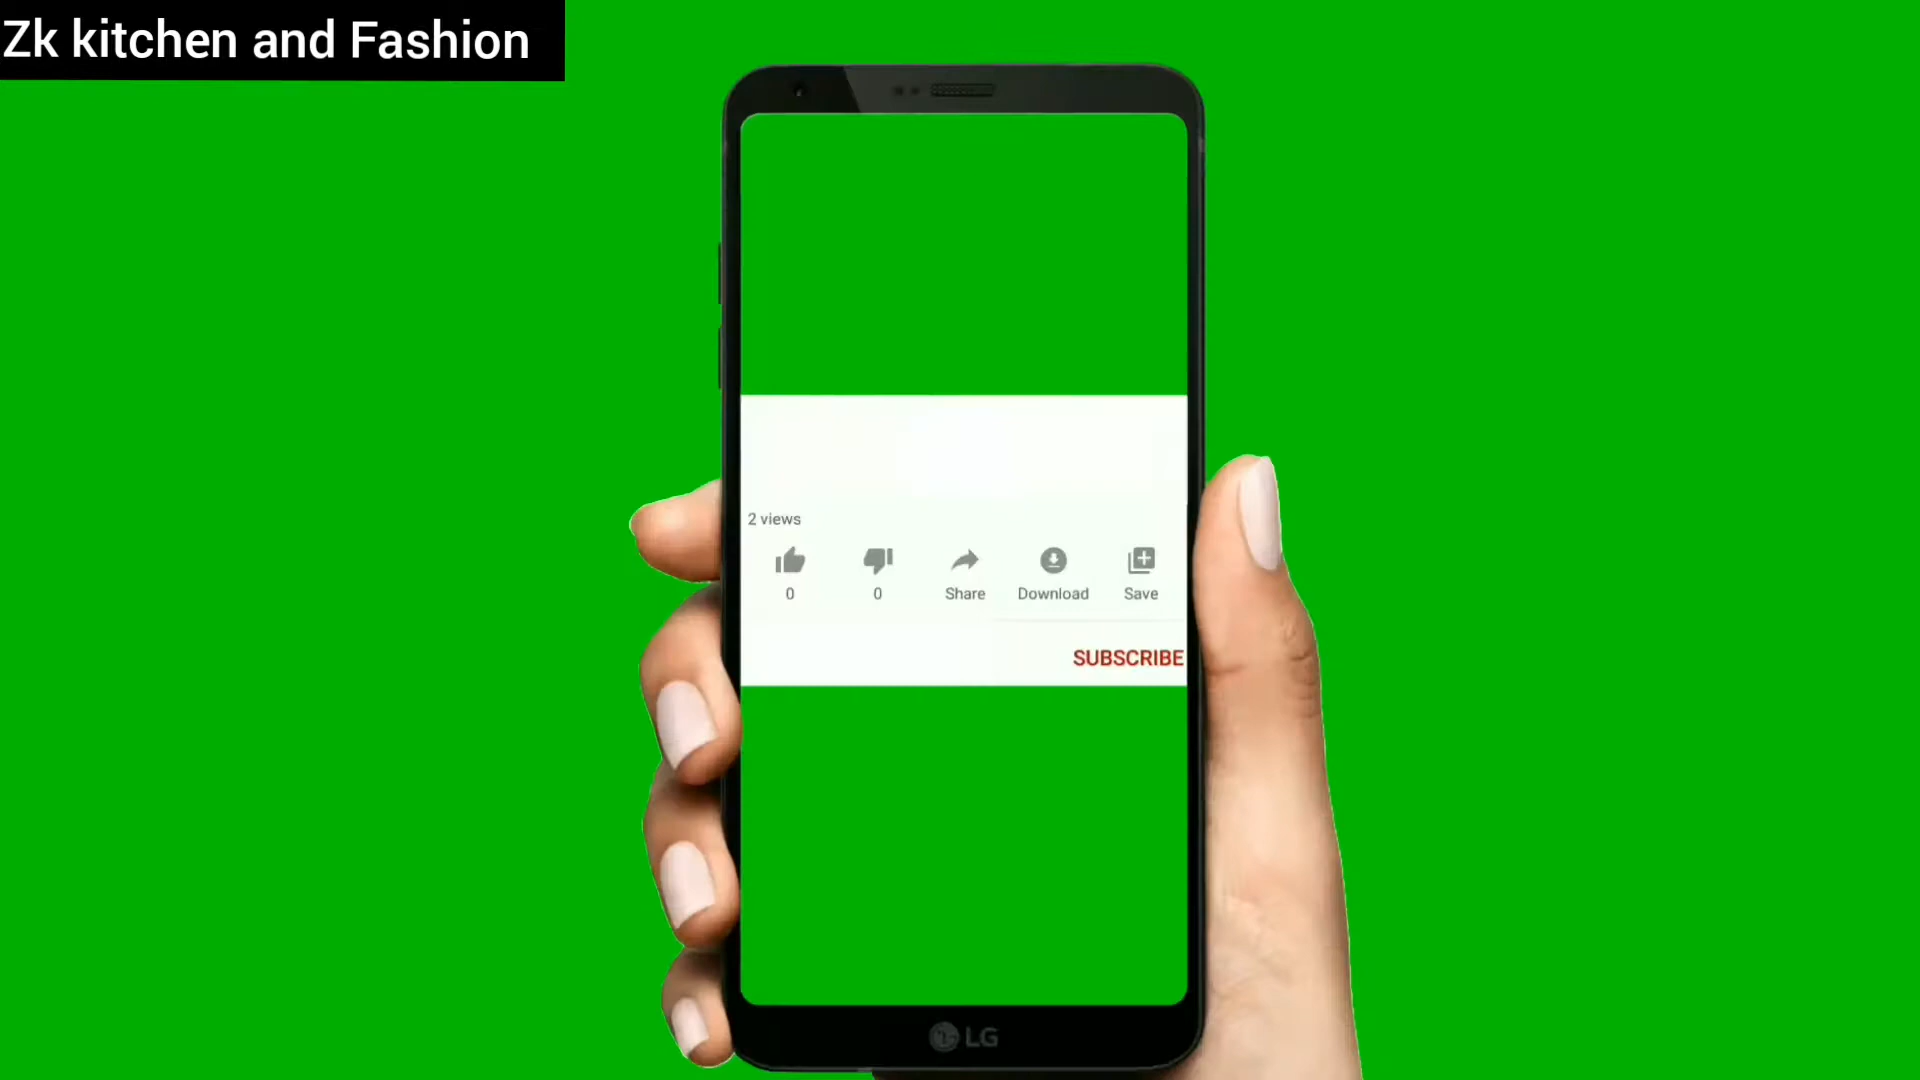 Zk kitchen and Fashion
2 views
0 0 Share Download Save
SUBSCRIBE
LG